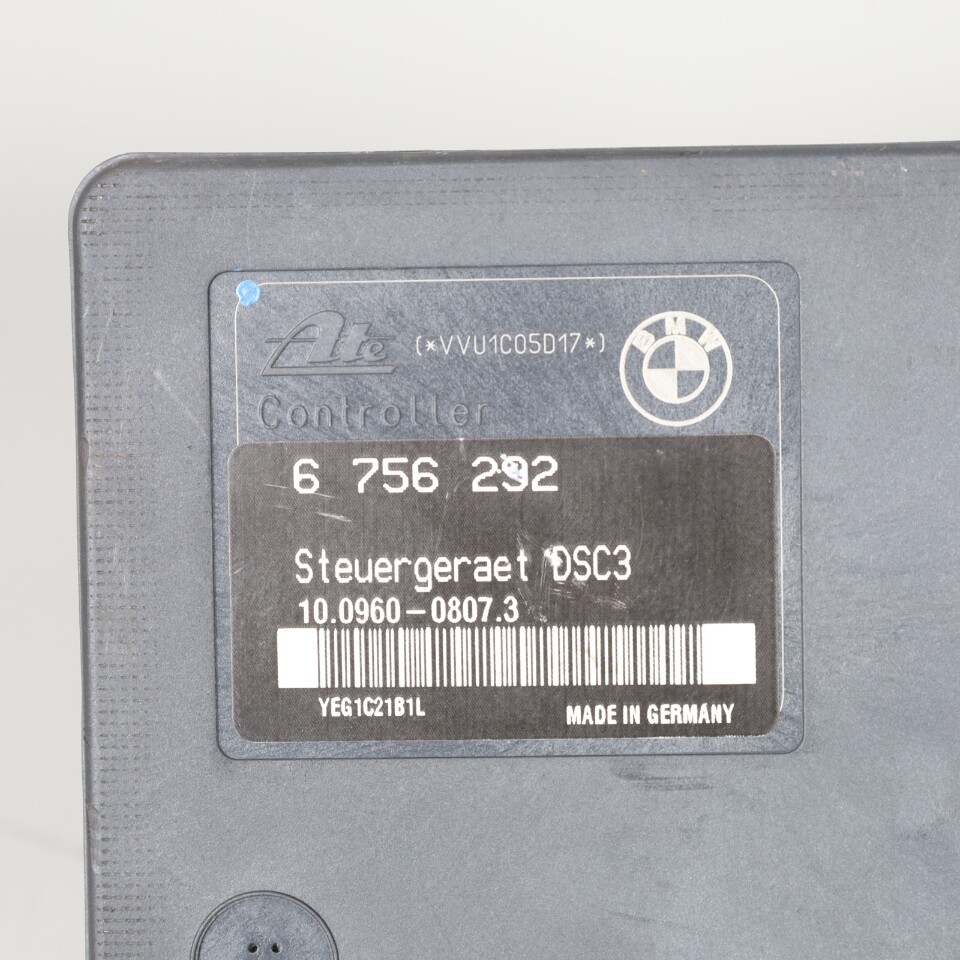 Ate (*VVU1C05D17*) BMW
Controller
6 756 292
Steuergeraet DSC3
10.0960-0807.3
YEG1C21B1L MADE IN GERMANY